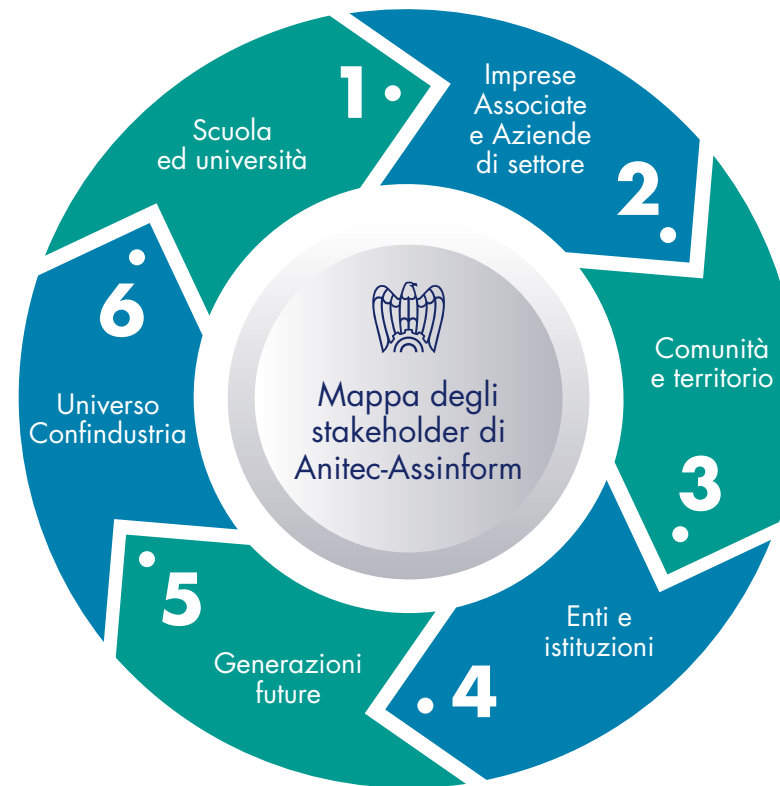 Mappa degli
stakeholder di
Anitec-Assinform
1
Scuola
ed università
2
Imprese
Associate
e Aziende
di settore
3
Comunità
e territorio
4
Enti e
istituzioni
5
Generazioni
future
6
Universo
Confindustria